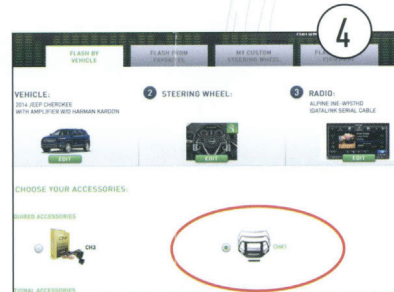 4
FLASH BY
VEHICLE
FLASH FROM
FAVORITES
MY CUSTOM
STEERING WHEEL
VEHICLE:
2014 JEEP CHEROKEE
WITH AMPLIFIER W/O HARMAN KARDON
EDIT
2 STEERING WHEEL:
EDIT
3 RADIO:
ALPINE INE-W957HD
IDATALINK SERIAL CABLE
EDIT
CHOOSE YOUR ACCESSORIES:
ACCESSORIES
CH3
CHK1
ACCESSORIES